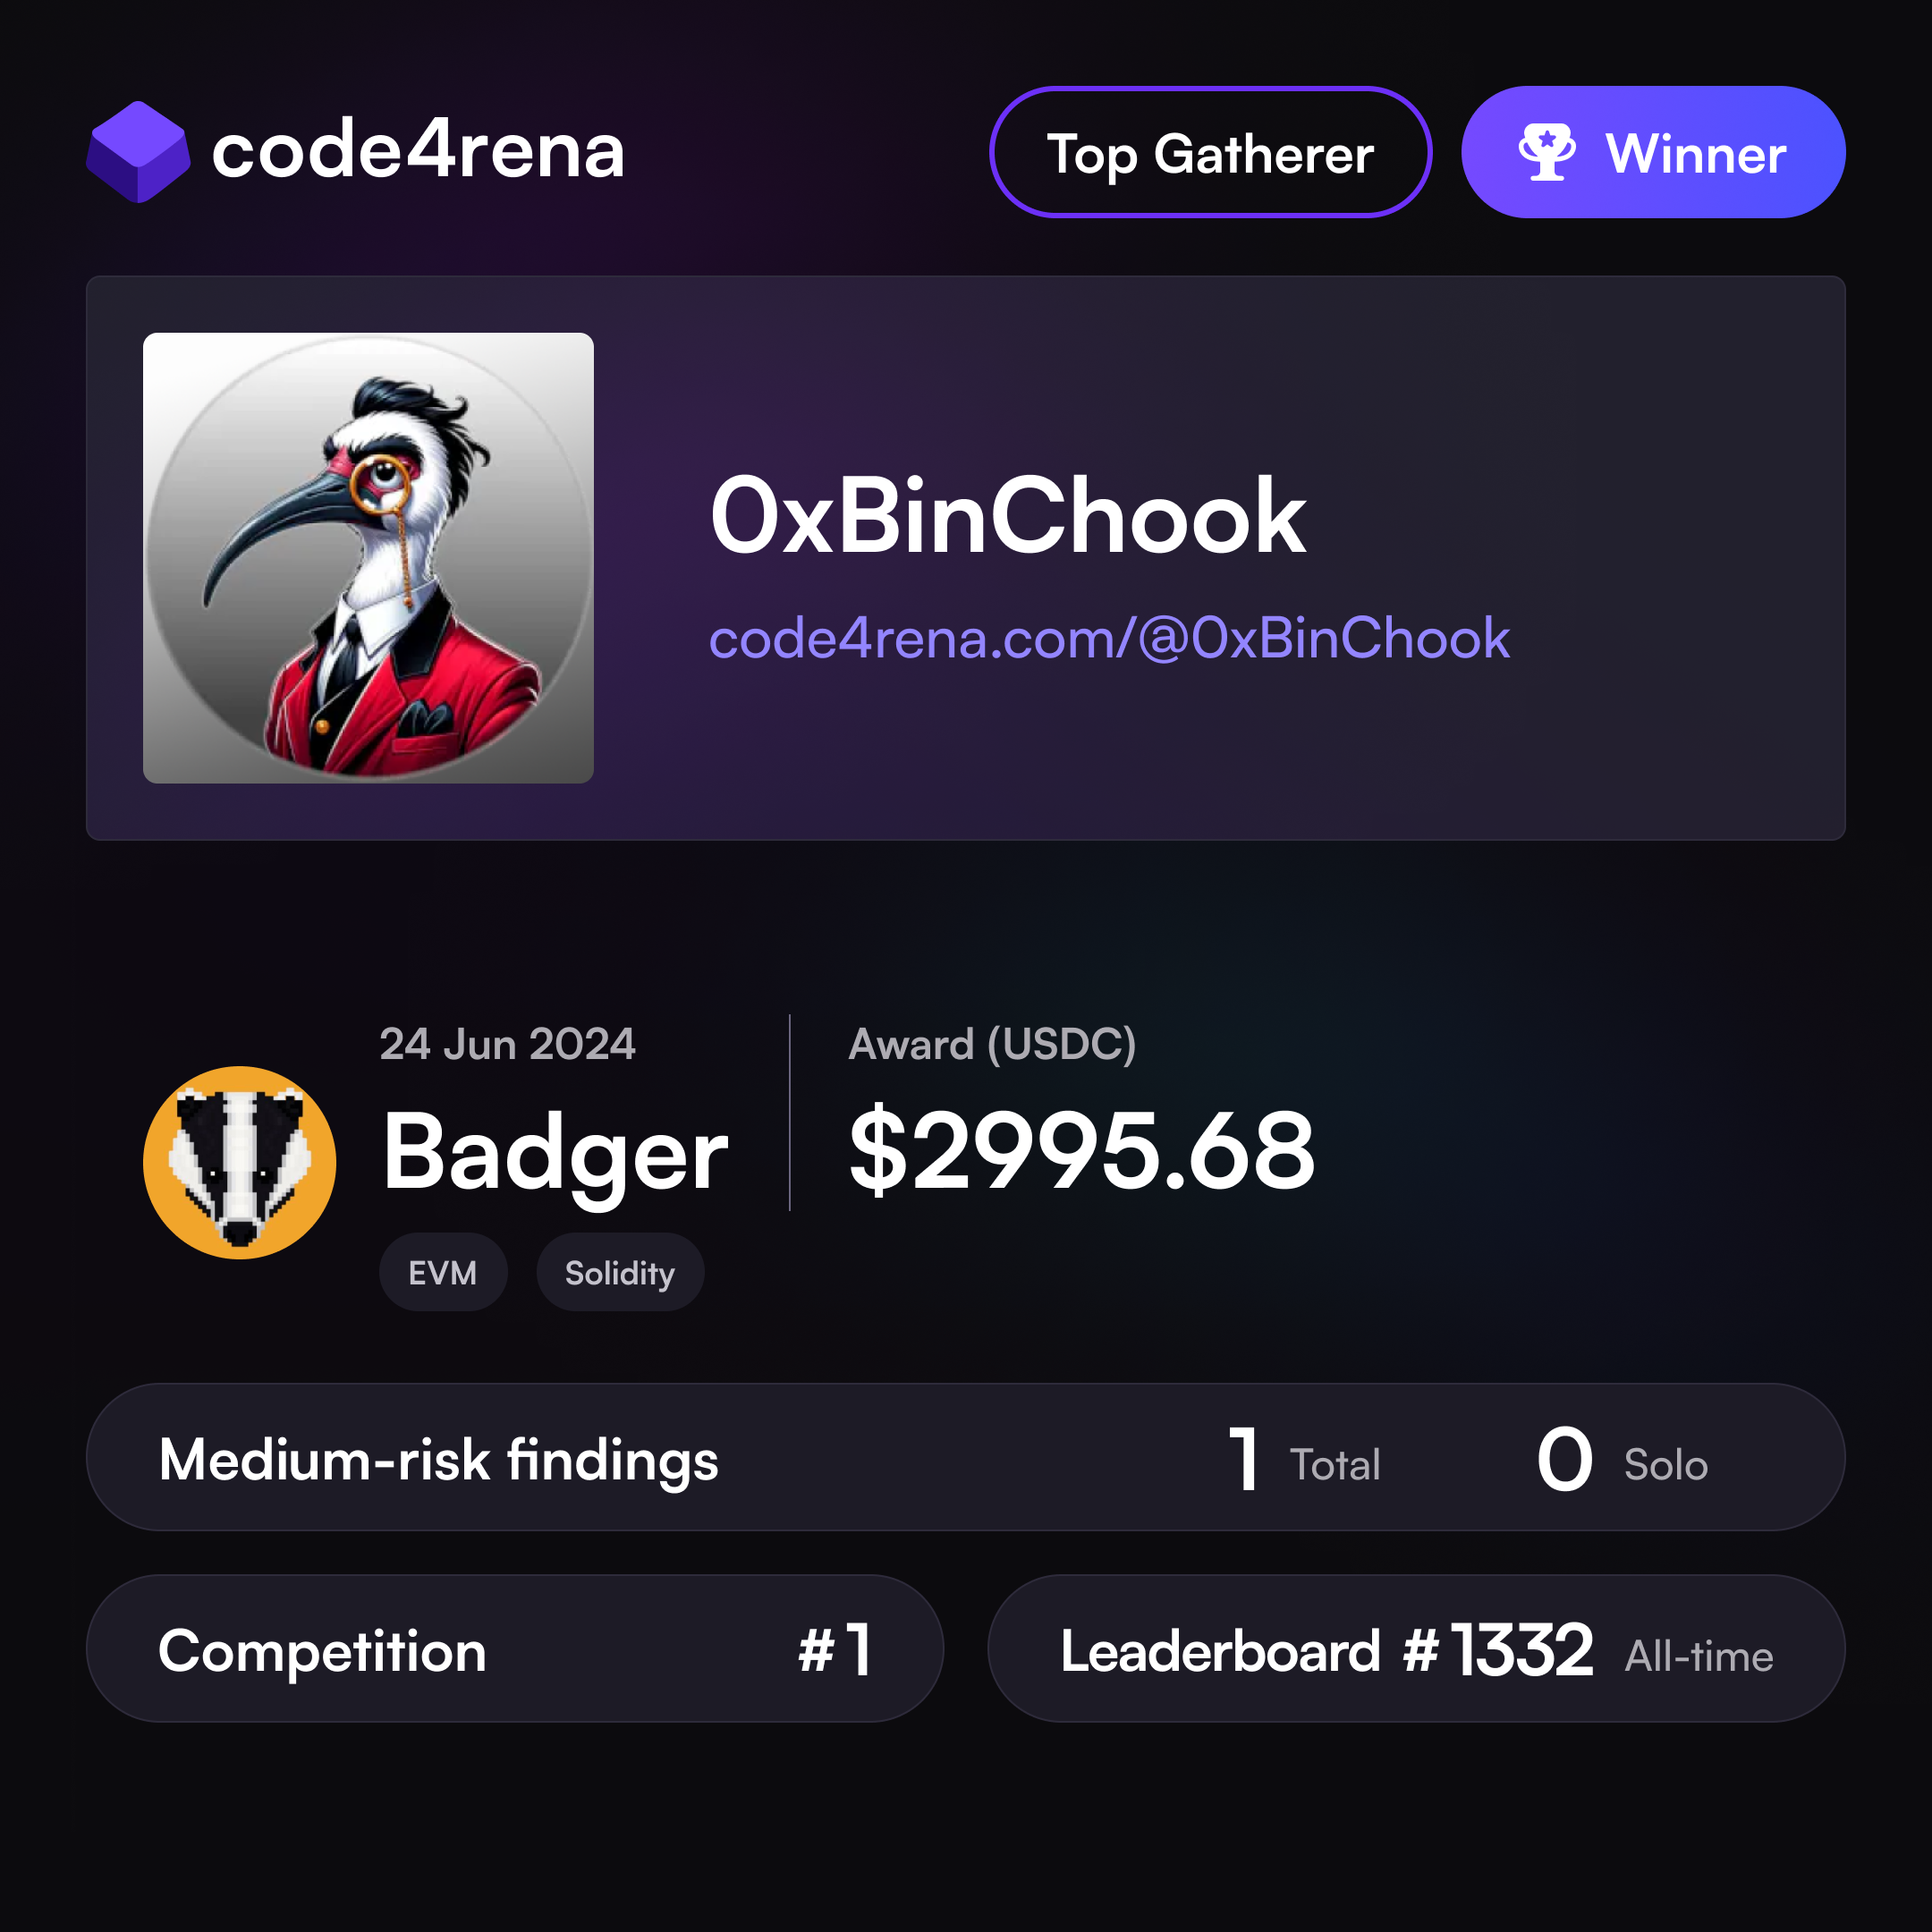 code4rena
Top Gatherer
Winner
0xBinChook
code4rena.com/@0xBinChook
24 Jun 2024
Badger
EVM
Solidity
Award (USDC)
$2995.68
Medium-risk findings
1 Total
0 Solo
Competition
#1
Leaderboard #1332 All-time